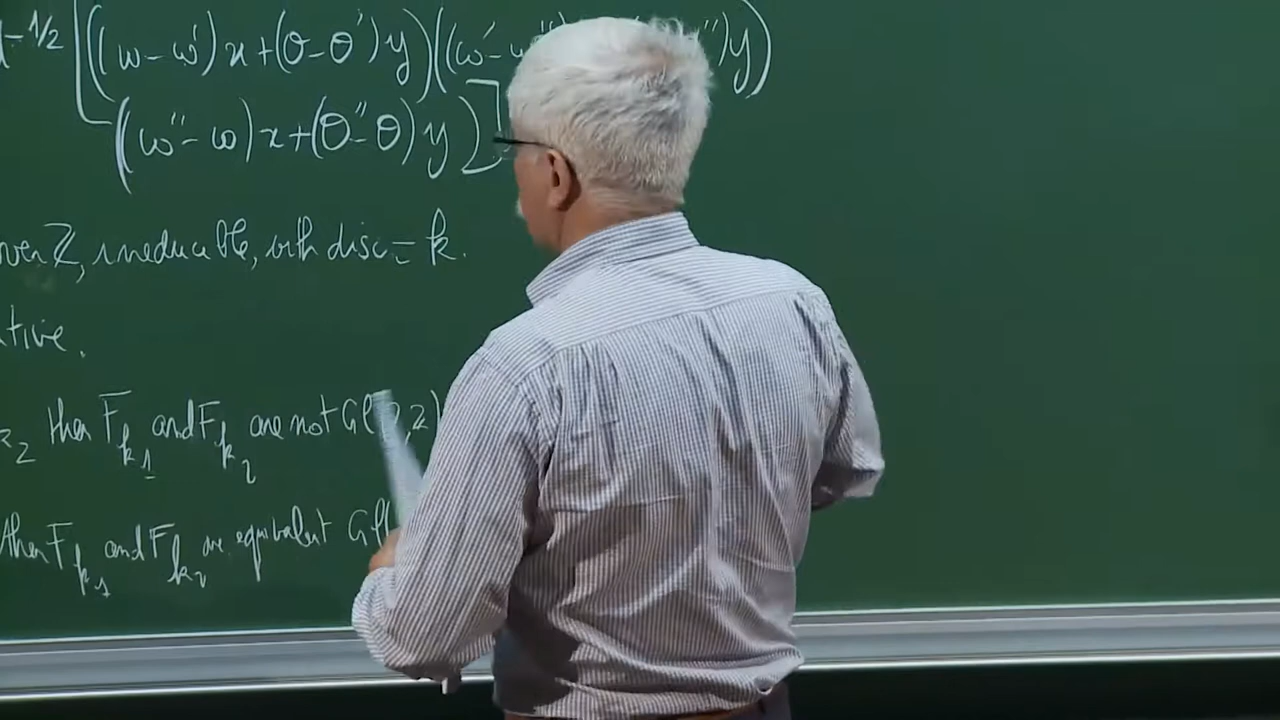 -1/2 [((ω-ω')x+(θ-θ')y)((ω'- ")y)
((ω"-ω)x+(θ"-θ)y)]
over Z, irreducible, with disc = k.
tive.
2 then F_k₁ and F_k₂ are not Gl( ,Z)
then F_k₁ and F_k₂ are equivalent Gl(